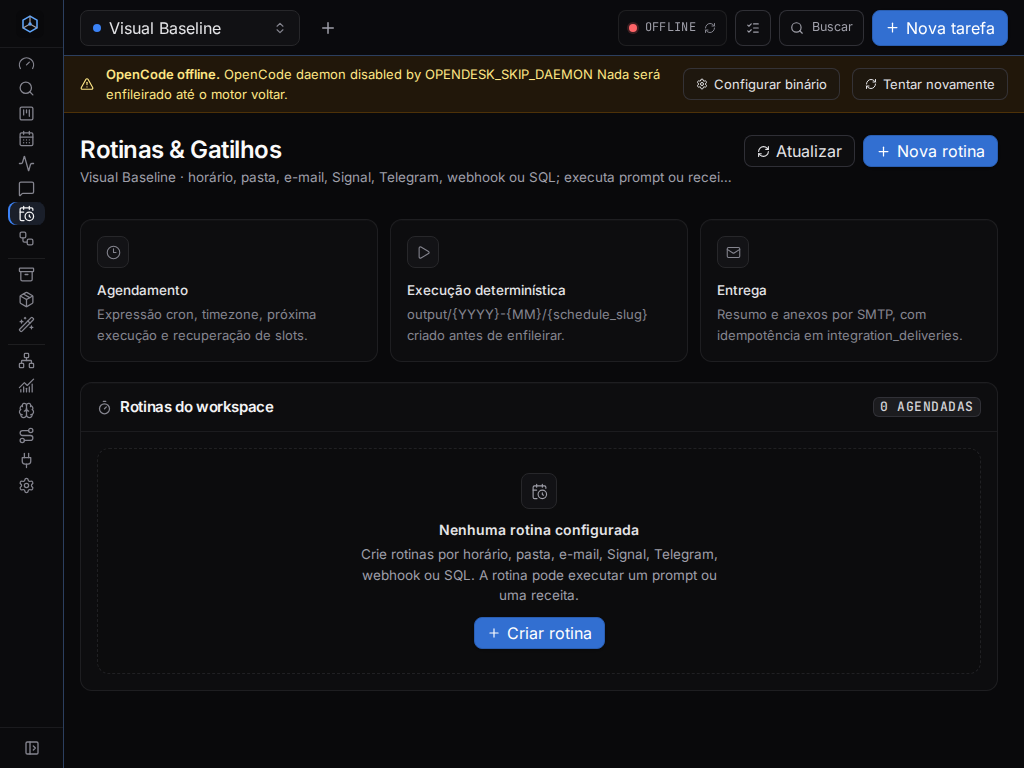 Visual Baseline
OFFLINE
Buscar
Nova tarefa
OpenCode offline. OpenCode daemon disabled by OPENDESK_SKIP_DAEMON Nada será
enfileirado até o motor voltar.
Configurar binário
Tentar novamente
Rotinas & Gatilhos
Visual Baseline · horário, pasta, e-mail, Signal, Telegram, webhook ou SQL; executa prompt ou recei...
Atualizar
Nova rotina
Agendamento
Expressão cron, timezone, próxima
execução e recuperação de slots.
Execução determinística
output/{YYYY}-{MM}/{schedule_slug}
criado antes de enfileirar.
Entrega
Resumo e anexos por SMTP, com
idempotência em integration_deliveries.
Rotinas do workspace
0 AGENDADAS
Nenhuma rotina configurada
Crie rotinas por horário, pasta, e-mail, Signal, Telegram,
webhook ou SQL. A rotina pode executar um prompt ou
uma receita.
Criar rotina